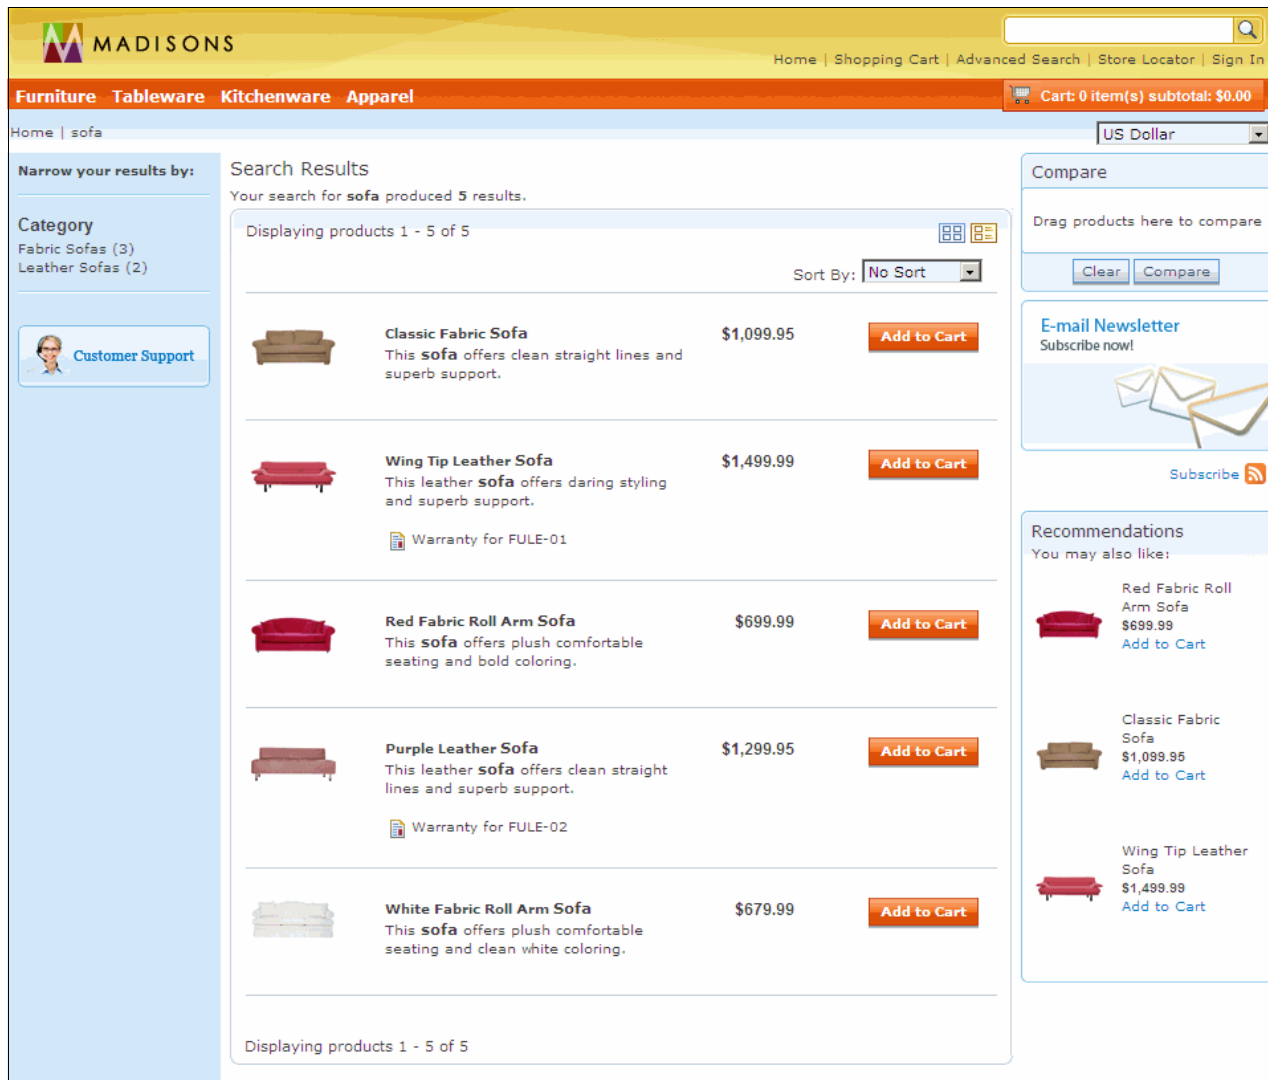 MADISONS
Home | Shopping Cart | Advanced Search | Store Locator | Sign In
Furniture Tableware Kitchenware Apparel
Cart: 0 item(s) subtotal: $0.00
Home | sofa
US Dollar
Narrow your results by:
Category
Fabric Sofas (3)
Leather Sofas (2)
Customer Support
Search Results
Your search for sofa produced 5 results.
Displaying products 1 - 5 of 5
Sort By: No Sort
Classic Fabric Sofa
This sofa offers clean straight lines and
superb support.
$1,099.95
Add to Cart
Wing Tip Leather Sofa
This leather sofa offers daring styling
and superb support.
Warranty for FULE-01
$1,499.99
Add to Cart
Red Fabric Roll Arm Sofa
This sofa offers plush comfortable
seating and bold coloring.
$699.99
Add to Cart
Purple Leather Sofa
This leather sofa offers clean straight
lines and superb support.
Warranty for FULE-02
$1,299.95
Add to Cart
White Fabric Roll Arm Sofa
This sofa offers plush comfortable
seating and clean white coloring.
$679.99
Add to Cart
Displaying products 1 - 5 of 5
Compare
Drag products here to compare
Clear Compare
E-mail Newsletter
Subscribe now!
Subscribe
Recommendations
You may also like:
Red Fabric Roll
Arm Sofa
$699.99
Add to Cart
Classic Fabric
Sofa
$1,099.95
Add to Cart
Wing Tip Leather
Sofa
$1,499.99
Add to Cart